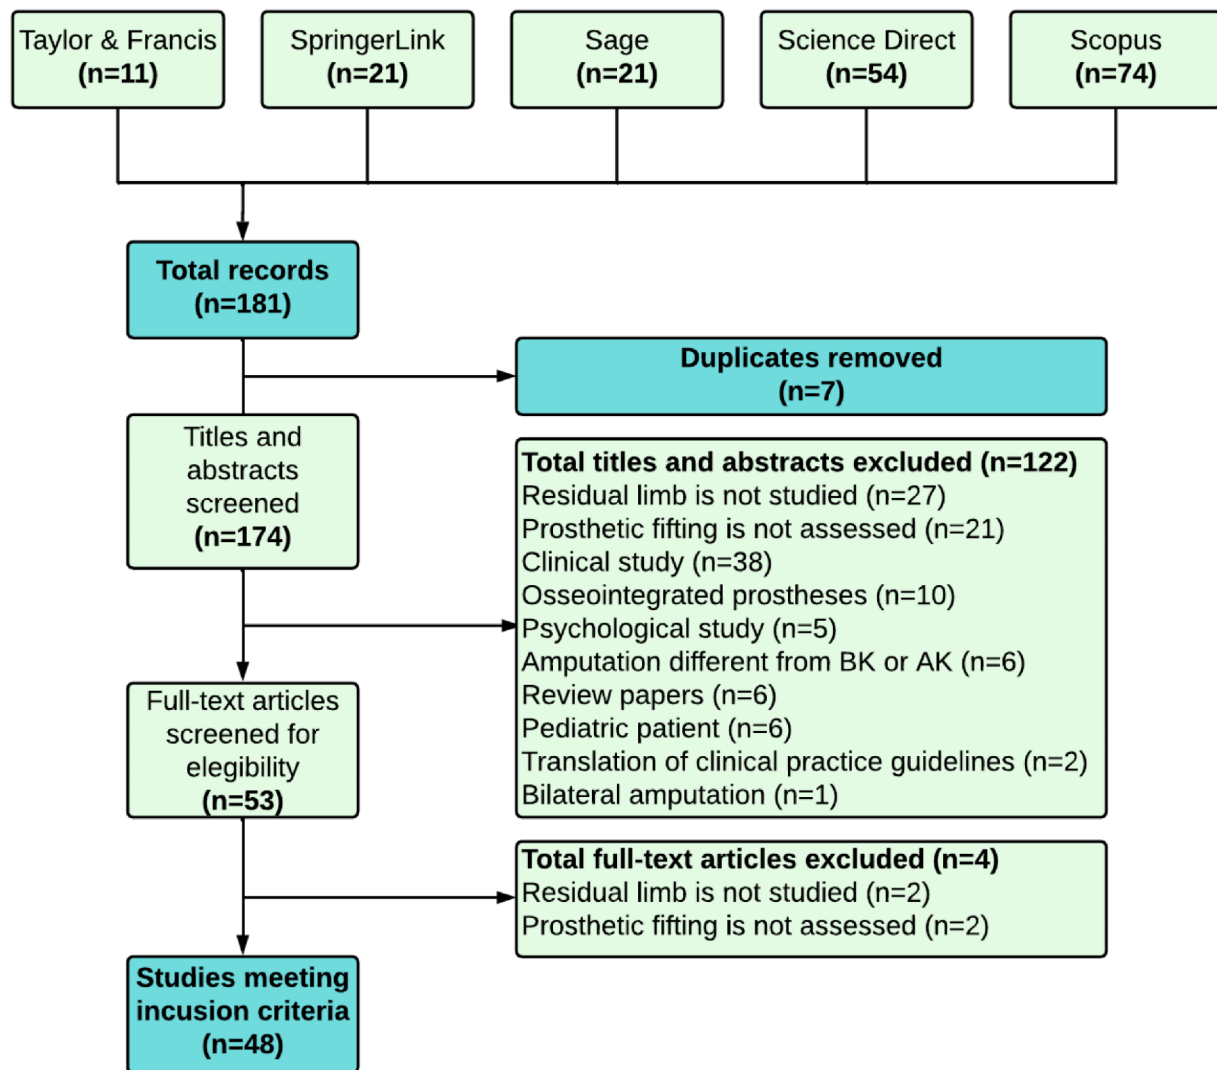 Taylor & Francis
(n=11)
SpringerLink
(n=21)
Sage
(n=21)
Science Direct
(n=54)
Scopus
(n=74)
Total records
(n=181)
Duplicates removed
(n=7)
Titles and
abstracts
screened
(n=174)
Total titles and abstracts excluded (n=122)
Residual limb is not studied (n=27)
Prosthetic fifting is not assessed (n=21)
Clinical study (n=38)
Osseointegrated prostheses (n=10)
Psychological study (n=5)
Amputation different from BK or AK (n=6)
Review papers (n=6)
Pediatric patient (n=6)
Translation of clinical practice guidelines (n=2)
Bilateral amputation (n=1)
Full-text articles
screened for
elegibility
(n=53)
Total full-text articles excluded (n=4)
Residual limb is not studied (n=2)
Prosthetic fifting is not assessed (n=2)
Studies meeting
incusion criteria
(n=48)